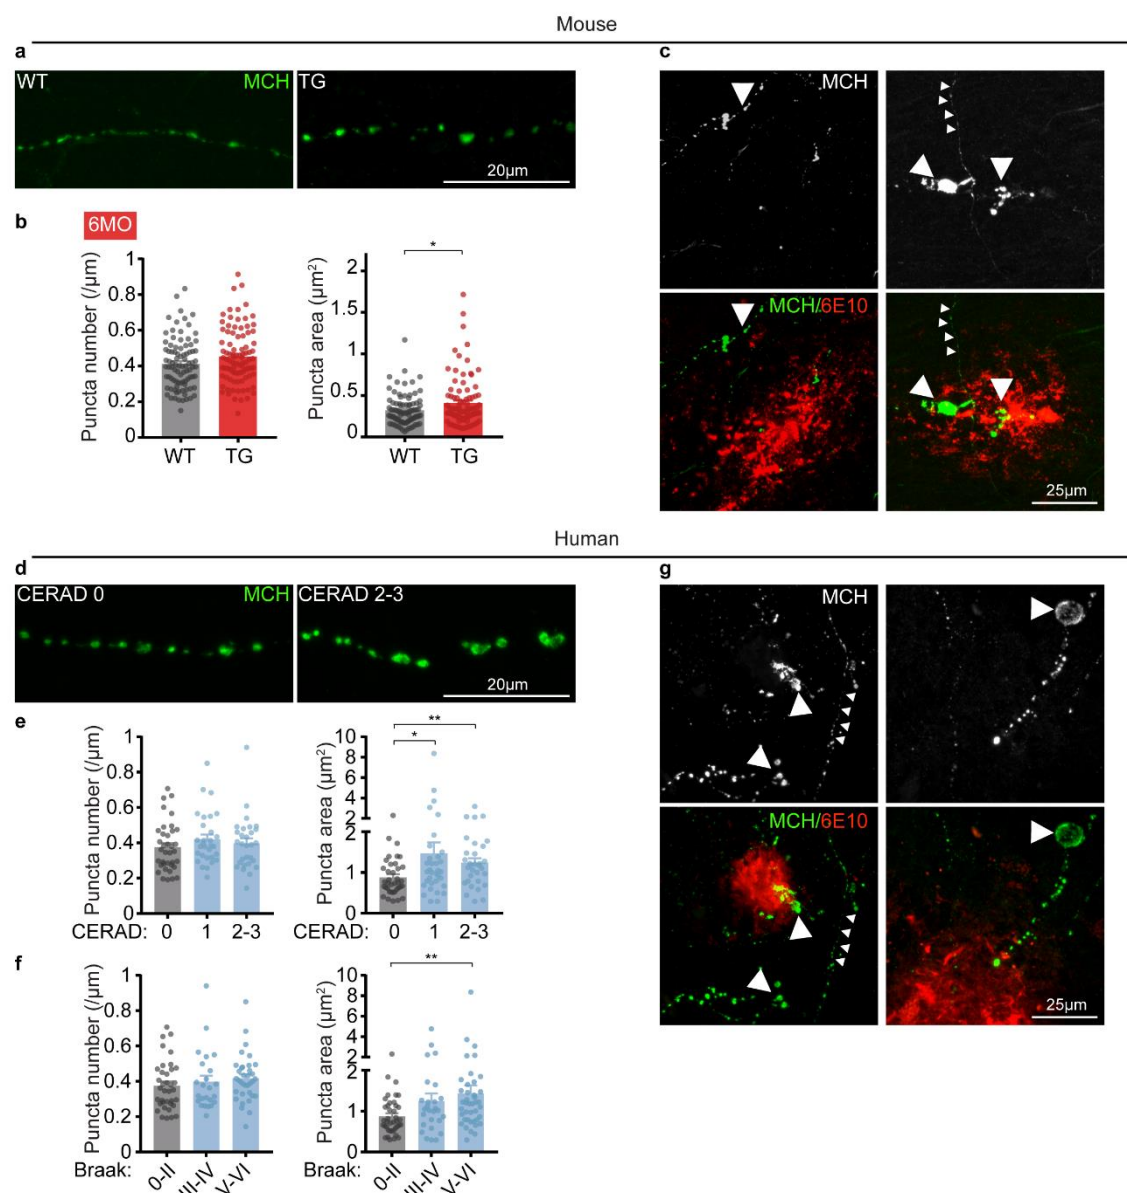 Mouse
a
WT
MCH
TG
20µm
b
6MO
Puncta number (/µm)
1
0.8
0.6
0.4
0.2
0
WT
TG
Puncta area (µm²)
2
1.5
1
0.5
0
*
WT
TG
c
MCH
MCH/6E10
25µm
Human
d
CERAD 0
MCH
CERAD 2-3
20µm
e
Puncta number (/µm)
1
0.8
0.6
0.4
0.2
0
CERAD: 0 1 2-3
Puncta area (µm²)
10
8
6
4
2
2
1
0
*
**
0 1 2-3
CERAD:
f
Puncta number (/µm)
1
0.8
0.6
0.4
0.2
0
Braak: 0-II III-IV V-VI
Puncta area (µm²)
10
8
6
4
2
2
1
0
**
Braak: 0-II III-IV V-VI
g
MCH
MCH/6E10
25µm